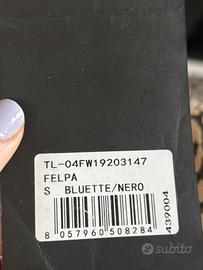 TL-04FW19203147
FELPA
S BLUETTE/NERO
8 057960 508284
439004
subito